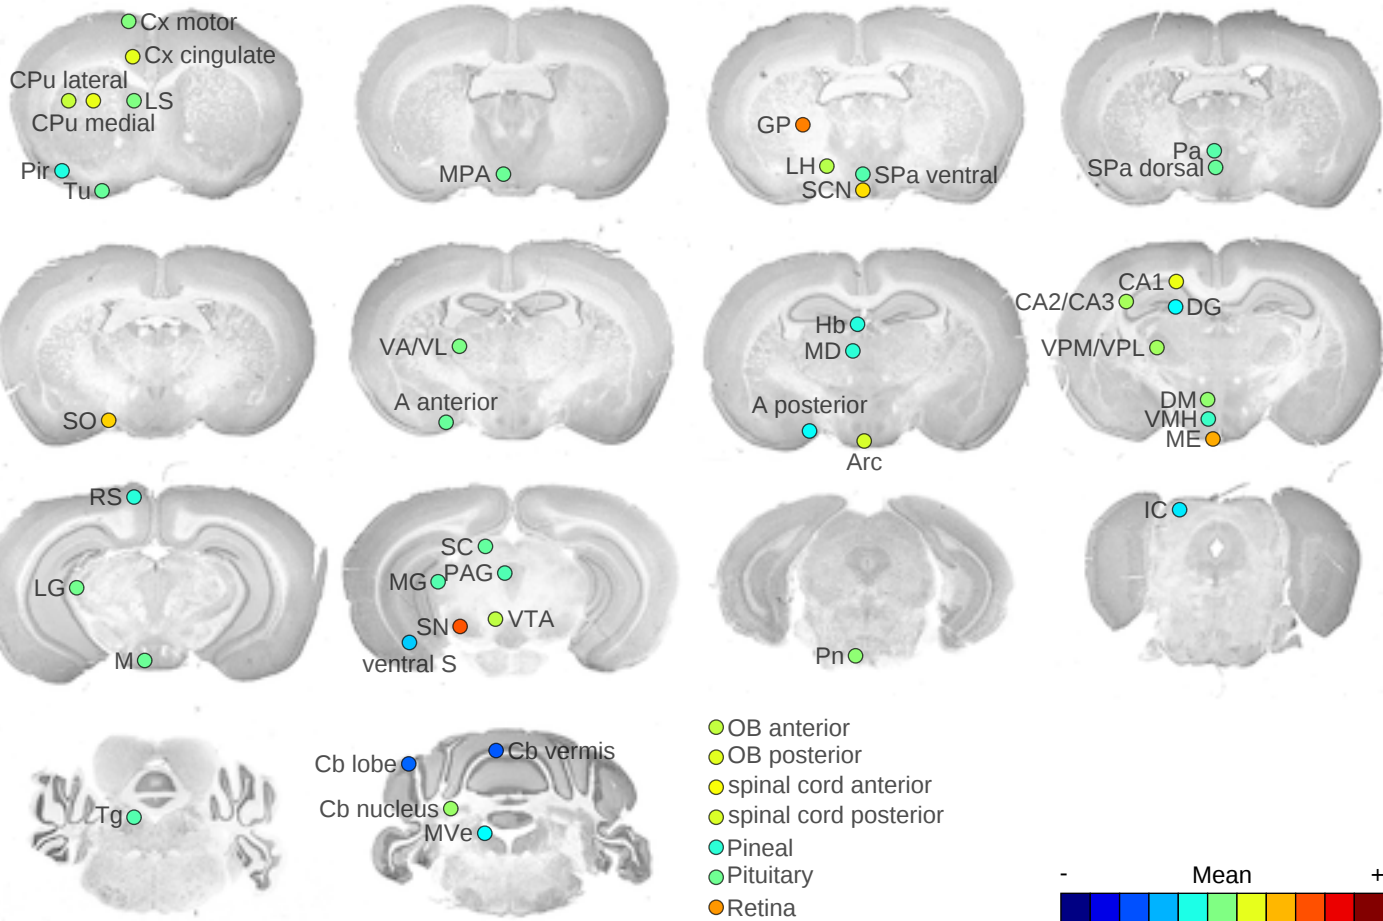 Cx motor
Cx cingulate
CPu lateral
LS
CPu medial
Pir
Tu
MPA
GP
LH
SPa ventral
SCN
Pa
SPa dorsal
SO
VA/VL
A anterior
Hb
MD
A posterior
Arc
CA1
CA2/CA3
DG
VPM/VPL
DM
VMH
ME
RS
LG
M
SC
PAG
MG
VTA
SN
ventral S
Pn
IC
Tg
Cb lobe
Cb vermis
Cb nucleus
MVe
OB anterior
OB posterior
spinal cord anterior
spinal cord posterior
Pineal
Pituitary
Retina
- Mean +